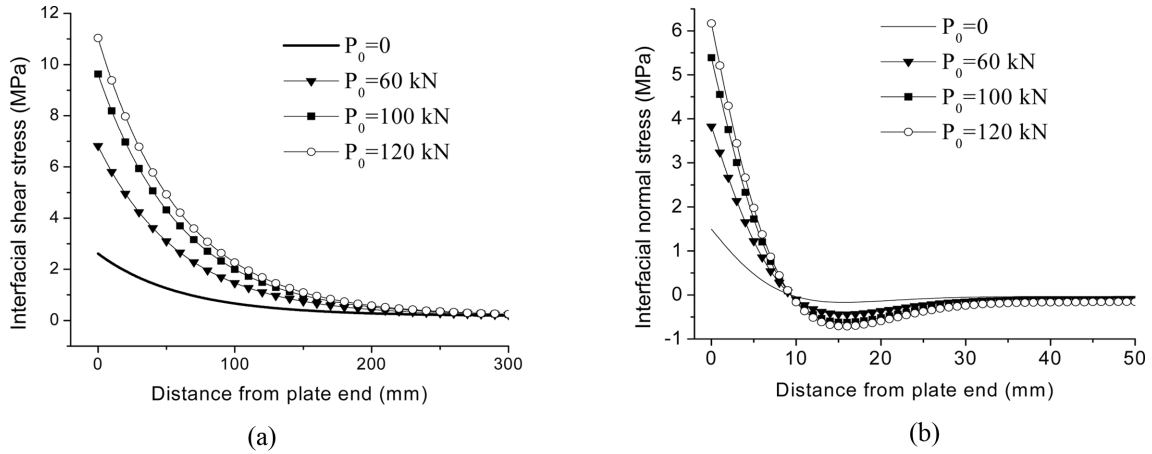 Interfacial shear stress (MPa)
12
10
8
6
4
2
0
P₀=0
P₀=60 kN
P₀=100 kN
P₀=120 kN
0 100 200 300
Distance from plate end (mm)
(a)
Interfacial normal stress (MPa)
6
5
4
3
2
1
0
-1
P₀=0
P₀=60 kN
P₀=100 kN
P₀=120 kN
0 10 20 30 40 50
Distance from plate end (mm)
(b)